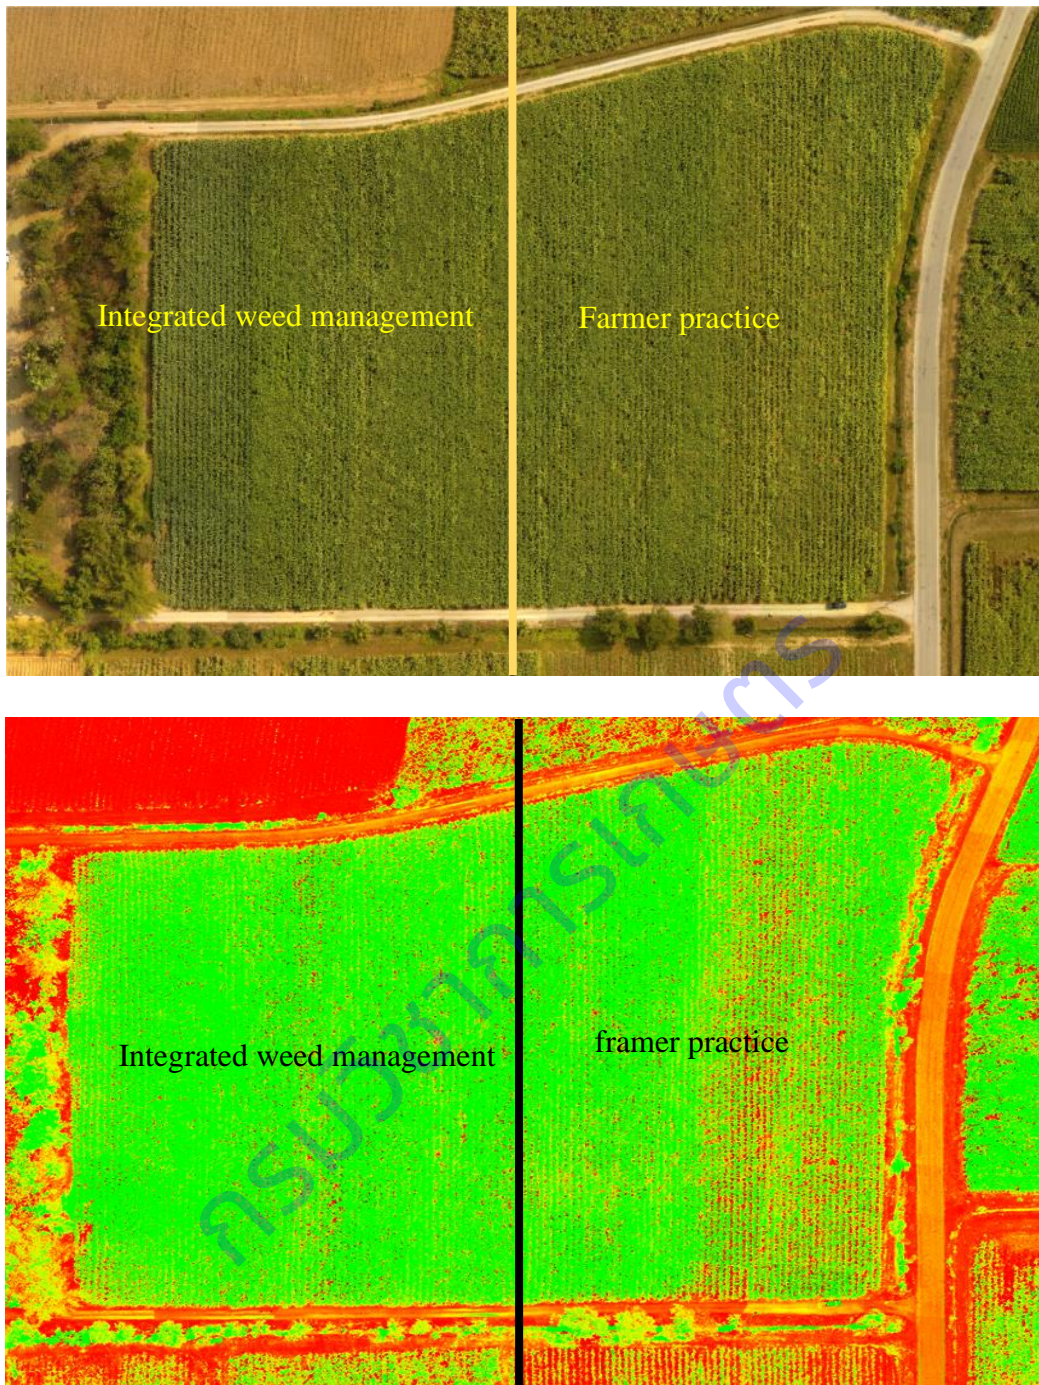 Integrated weed management
Farmer practice
Integrated weed management
framer practice
กรมวิชาการเกษตร